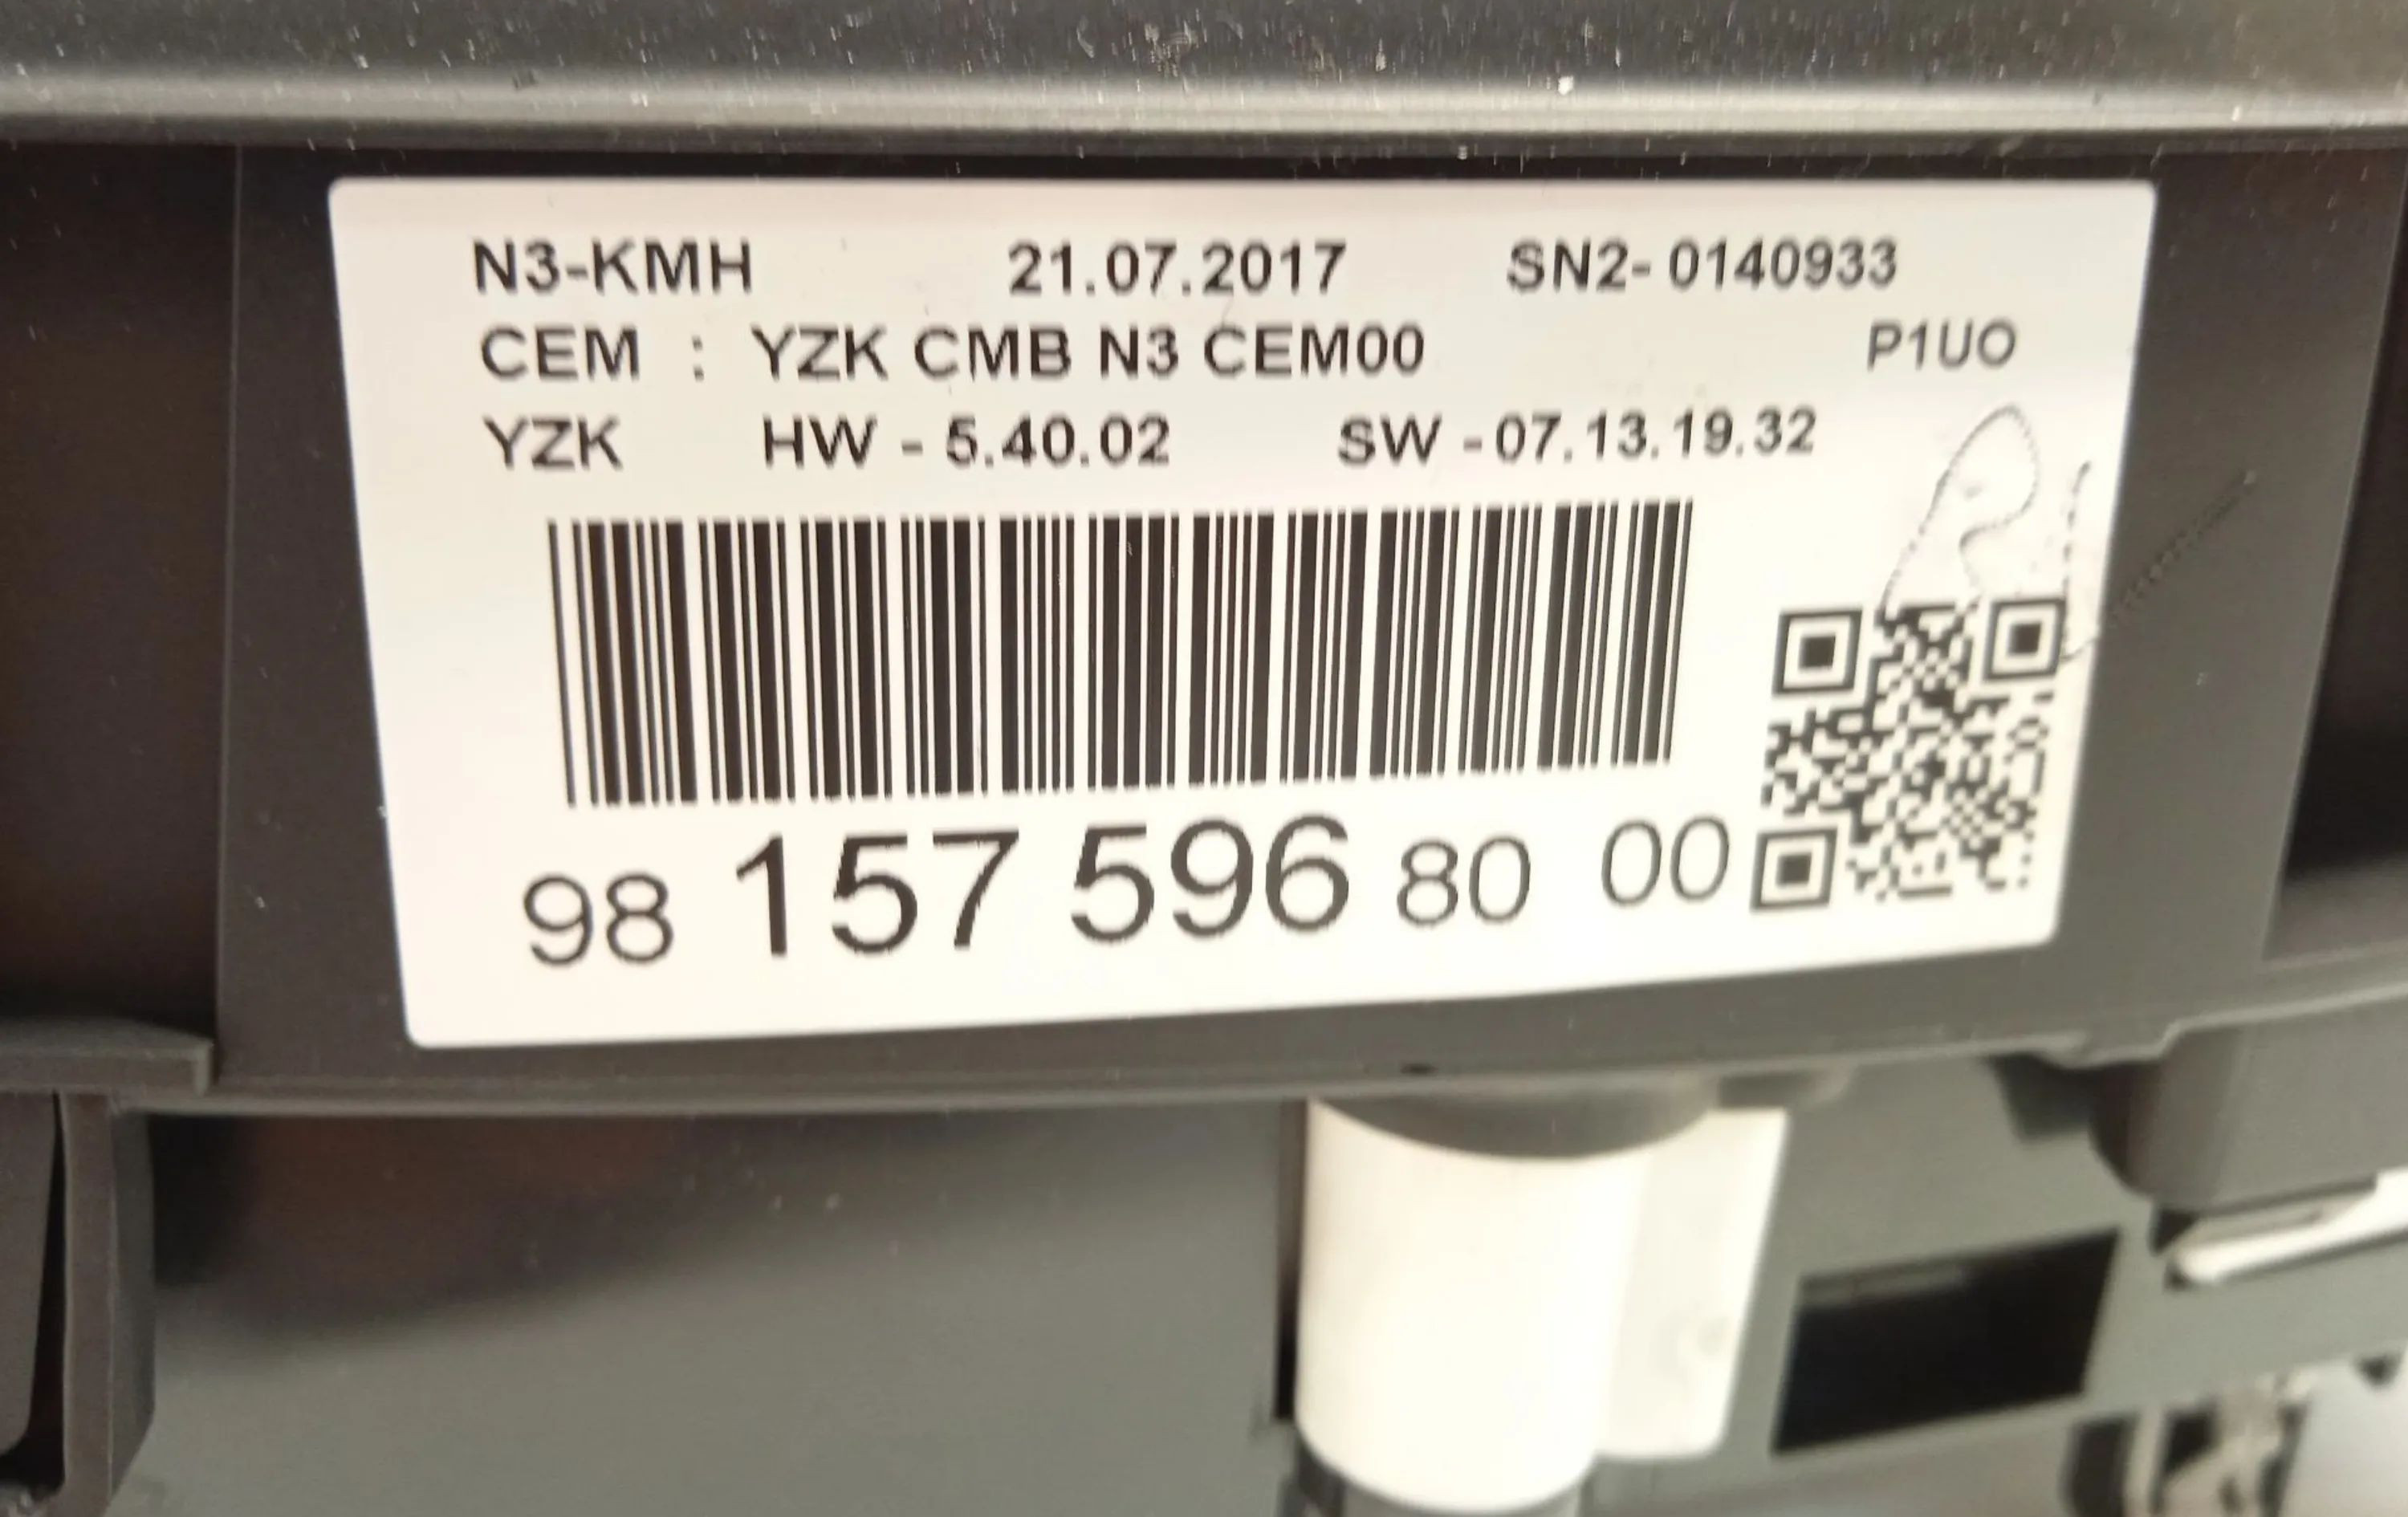 N3-KMH 21.07.2017 SN2- 0140933
CEM : YZK CMB N3 CEM00 P1UO
YZK HW - 5.40.02 SW -07.13.19.32
98 157 596 80 00